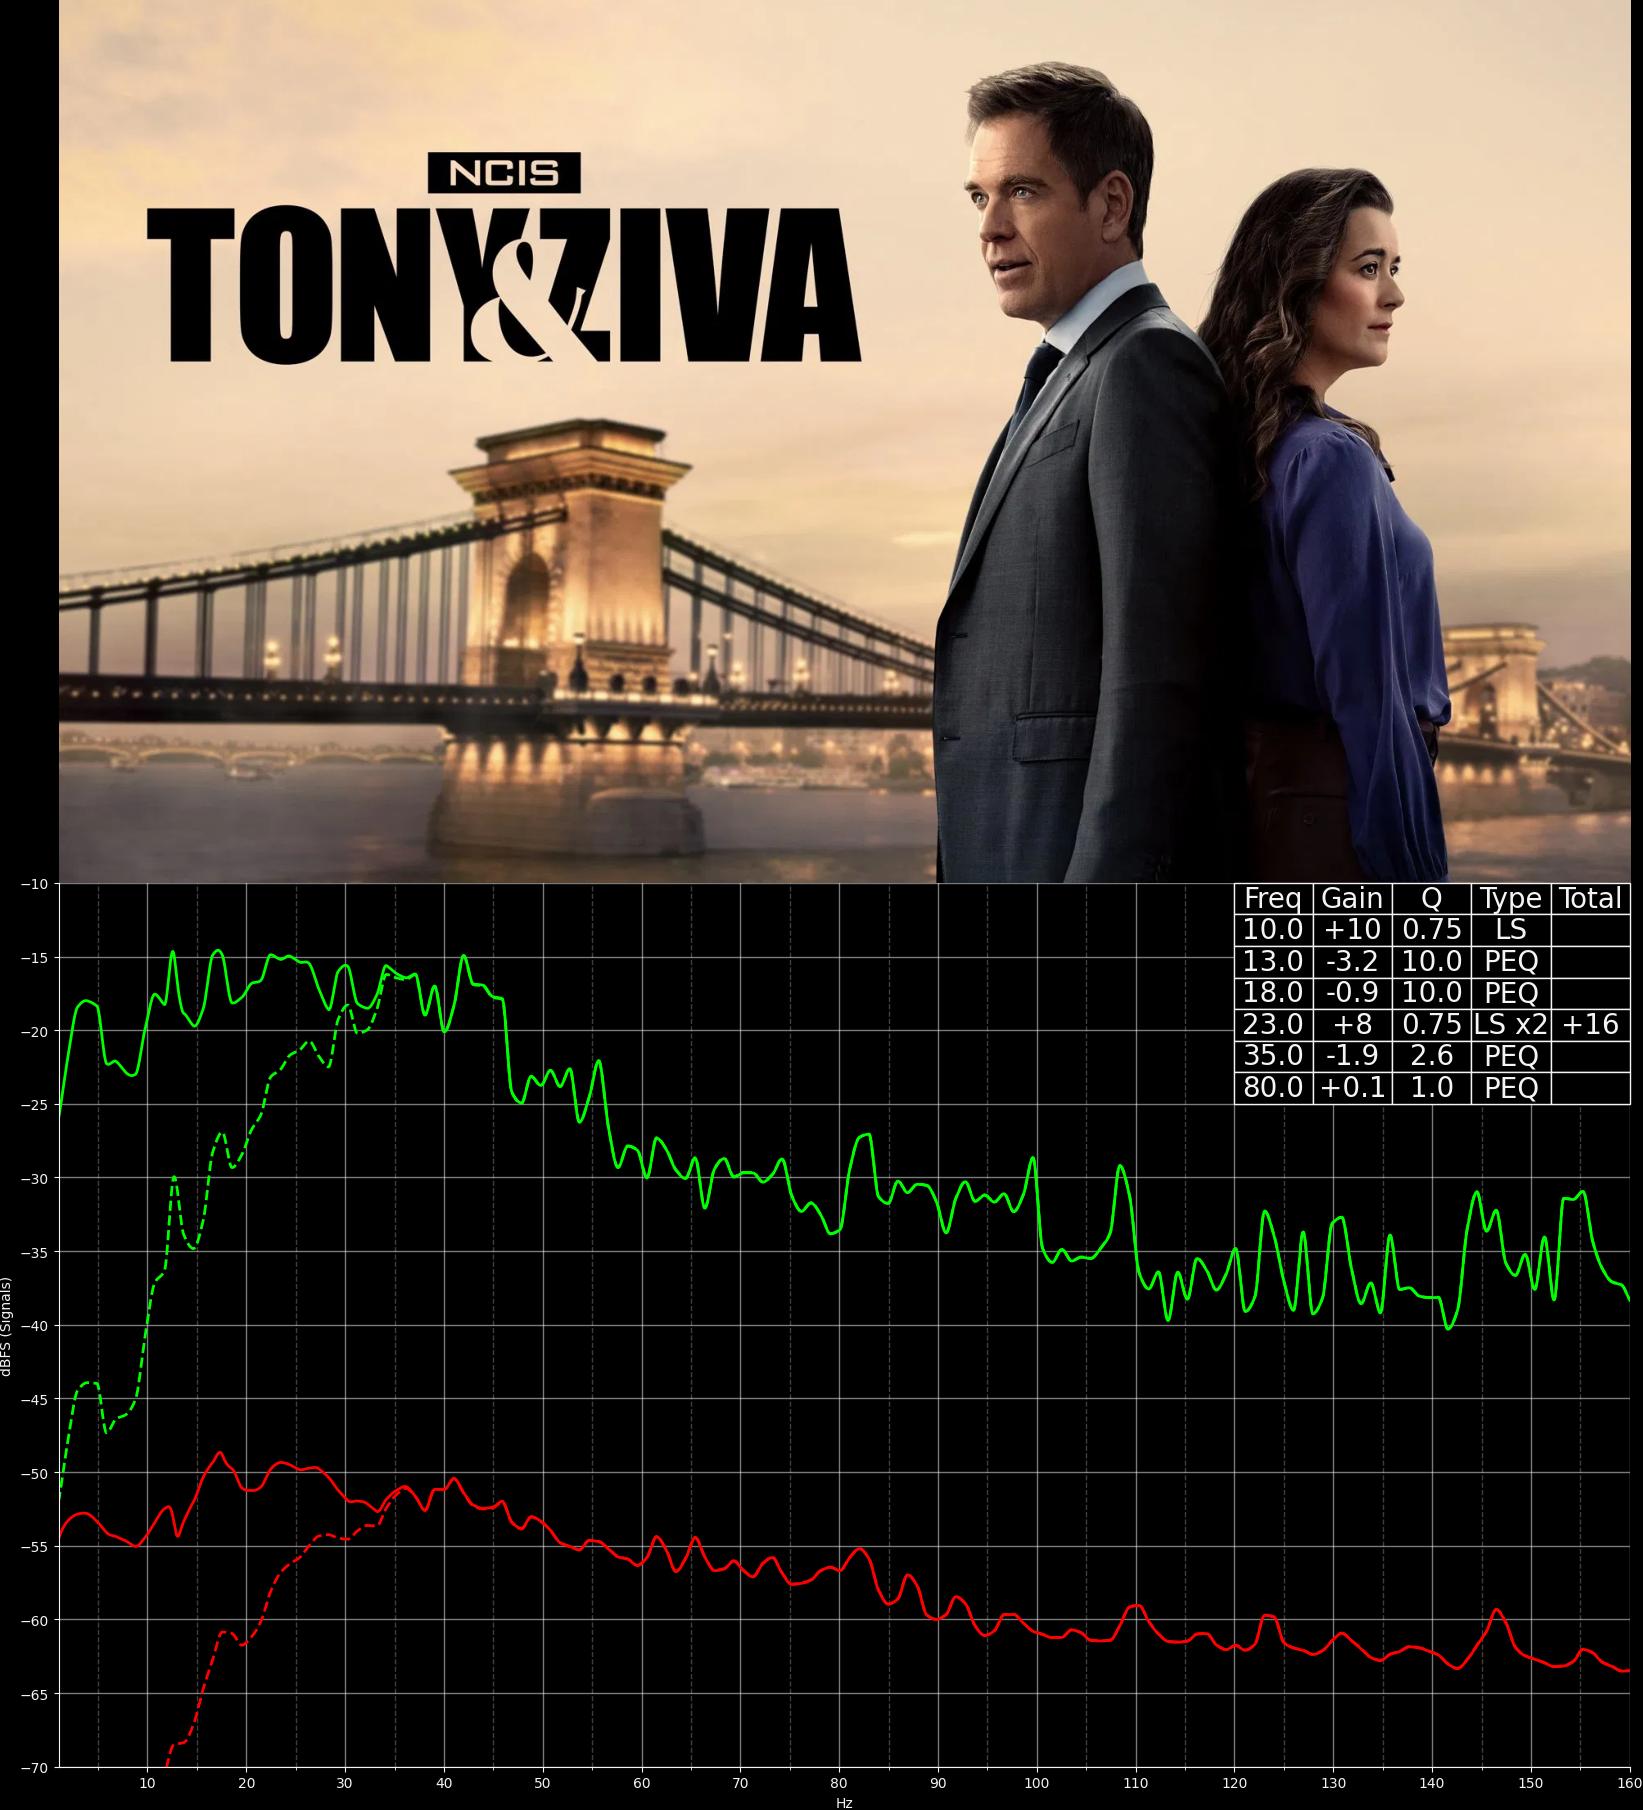 NCIS
TONY & ZIVA
Freq Gain Q Type Total
10.0 +10 0.75 LS
13.0 -3.2 10.0 PEQ
18.0 -0.9 10.0 PEQ
23.0 +8 0.75 LS x2 +16
35.0 -1.9 2.6 PEQ
80.0 +0.1 1.0 PEQ
−10
−15
−20
−25
−30
−35
−40
−45
−50
−55
−60
−65
−70
dBFS (Signals)
10 20 30 40 50 60 70 80 90 100 110 120 130 140 150 160
Hz